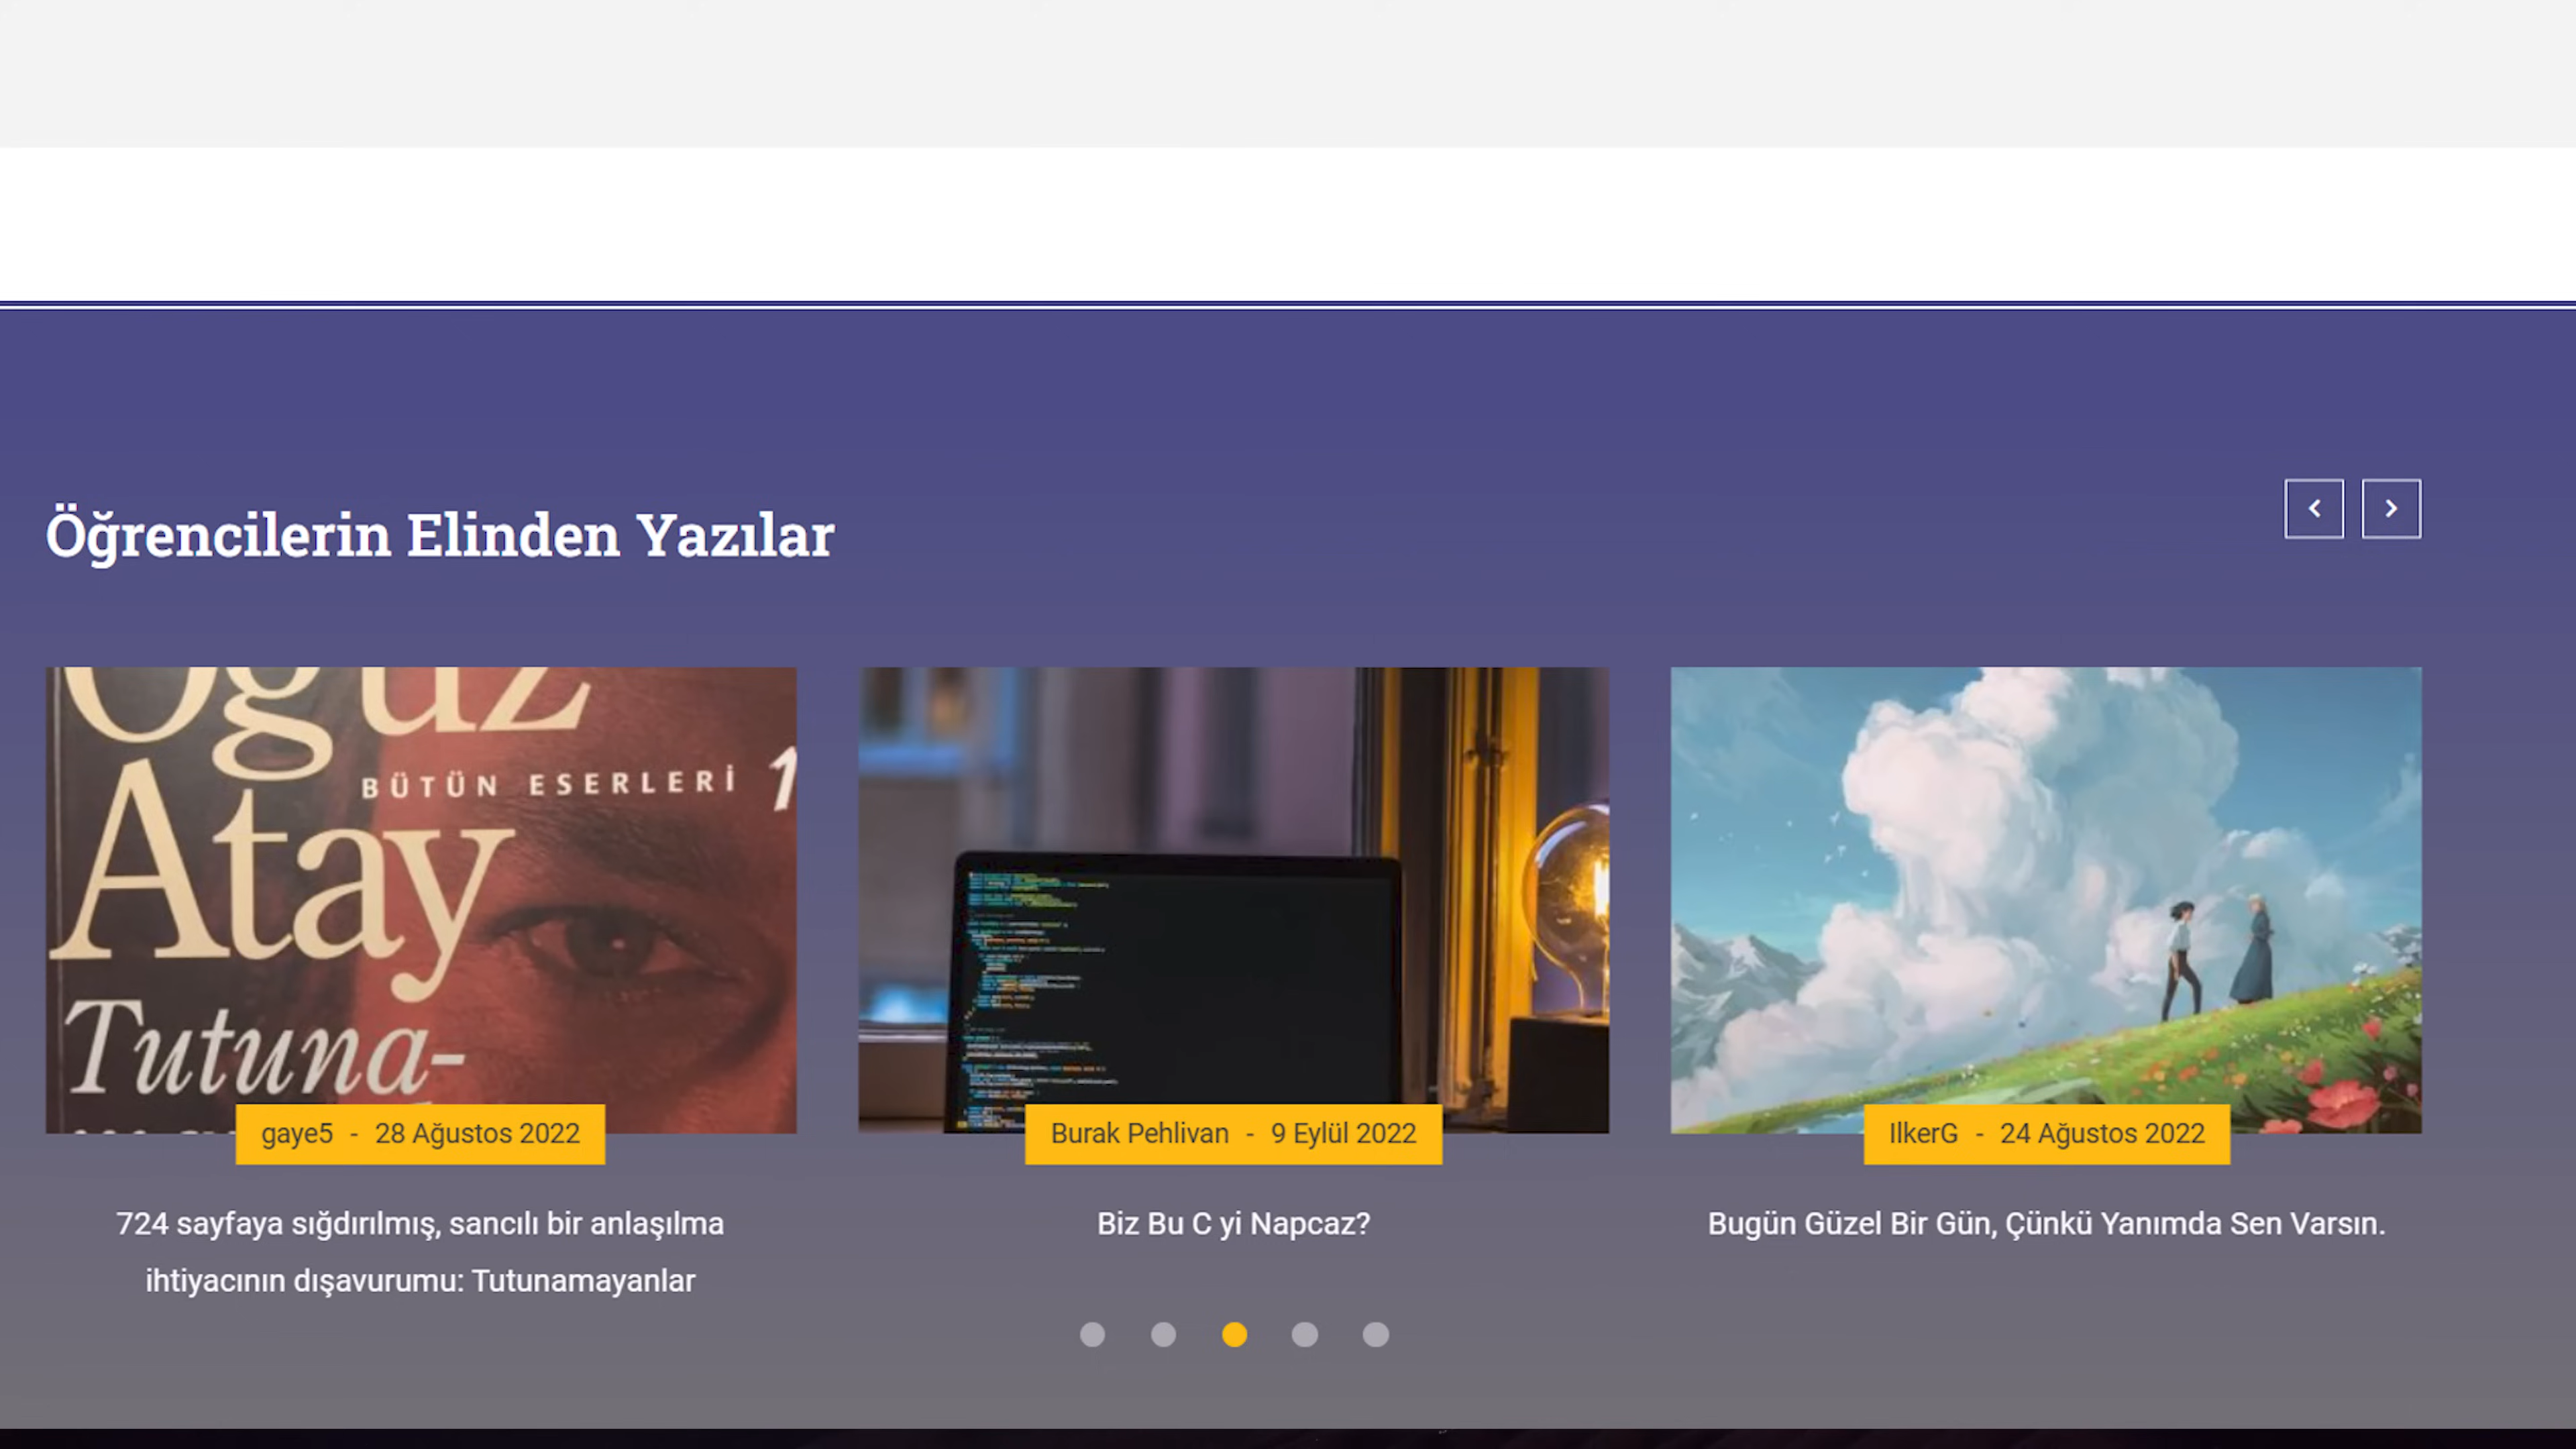 Öğrencilerin Elinden Yazılar
Oğuz
Atay
BÜTÜN ESERLERİ 1
Tutuna-
gaye5 - 28 Ağustos 2022
724 sayfaya sığdırılmış, sancılı bir anlaşılma
ihtiyacının dışavurumu: Tutunamayanlar
Burak Pehlivan - 9 Eylül 2022
Biz Bu C yi Napcaz?
IlkerG - 24 Ağustos 2022
Bugün Güzel Bir Gün, Çünkü Yanımda Sen Varsın.